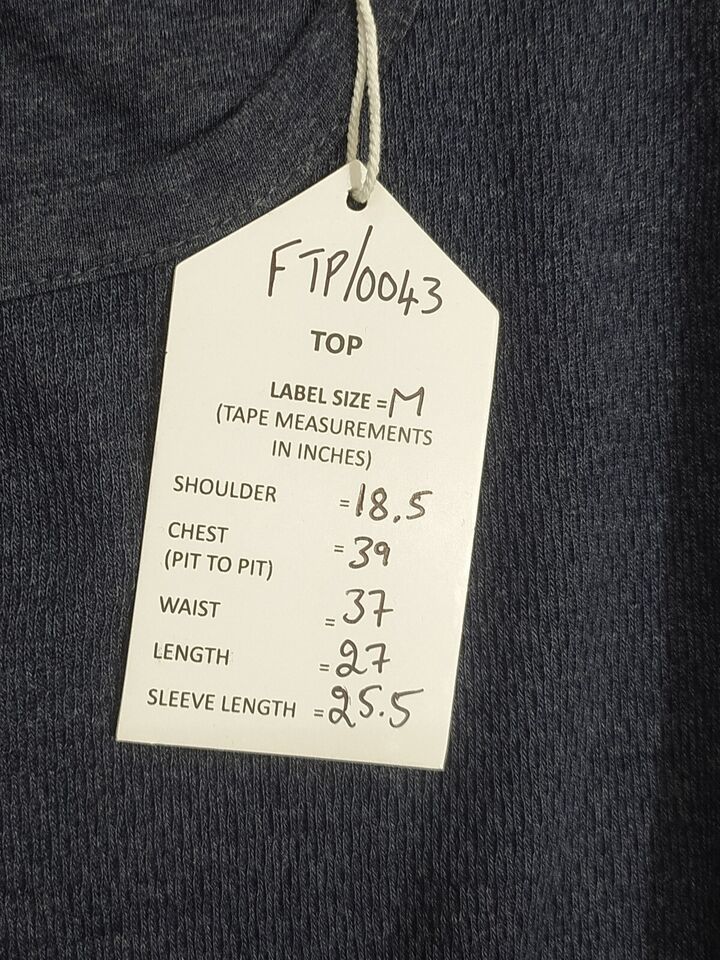 FTP/0043
TOP
LABEL SIZE = M
(TAPE MEASUREMENTS
IN INCHES)
SHOULDER = 18.5
CHEST
(PIT TO PIT) = 39
WAIST = 37
LENGTH = 27
SLEEVE LENGTH = 25.5